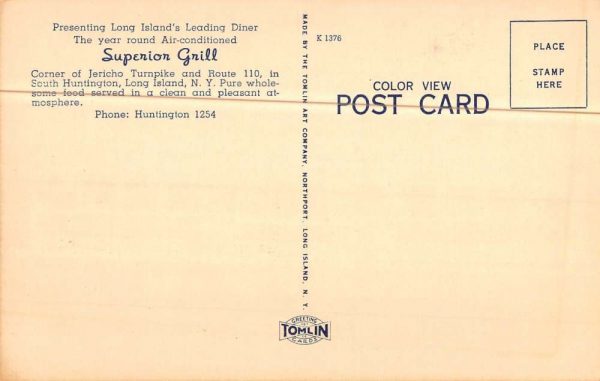 Presenting Long Island's Leading Diner
The year round Air-conditioned
Superior Grill
Corner of Jericho Turnpike and Route 110, in
South Huntington, Long Island, N. Y. Pure whole-
some food served in a clean and pleasant at-
mosphere.
Phone: Huntington 1254
MADE BY THE TOMLIN ART COMPANY, NORTHPORT, LONG ISLAND, N. Y.
GREETING
TOMLIN
CARDS
K 1376
COLOR VIEW
POST CARD
PLACE
STAMP
HERE